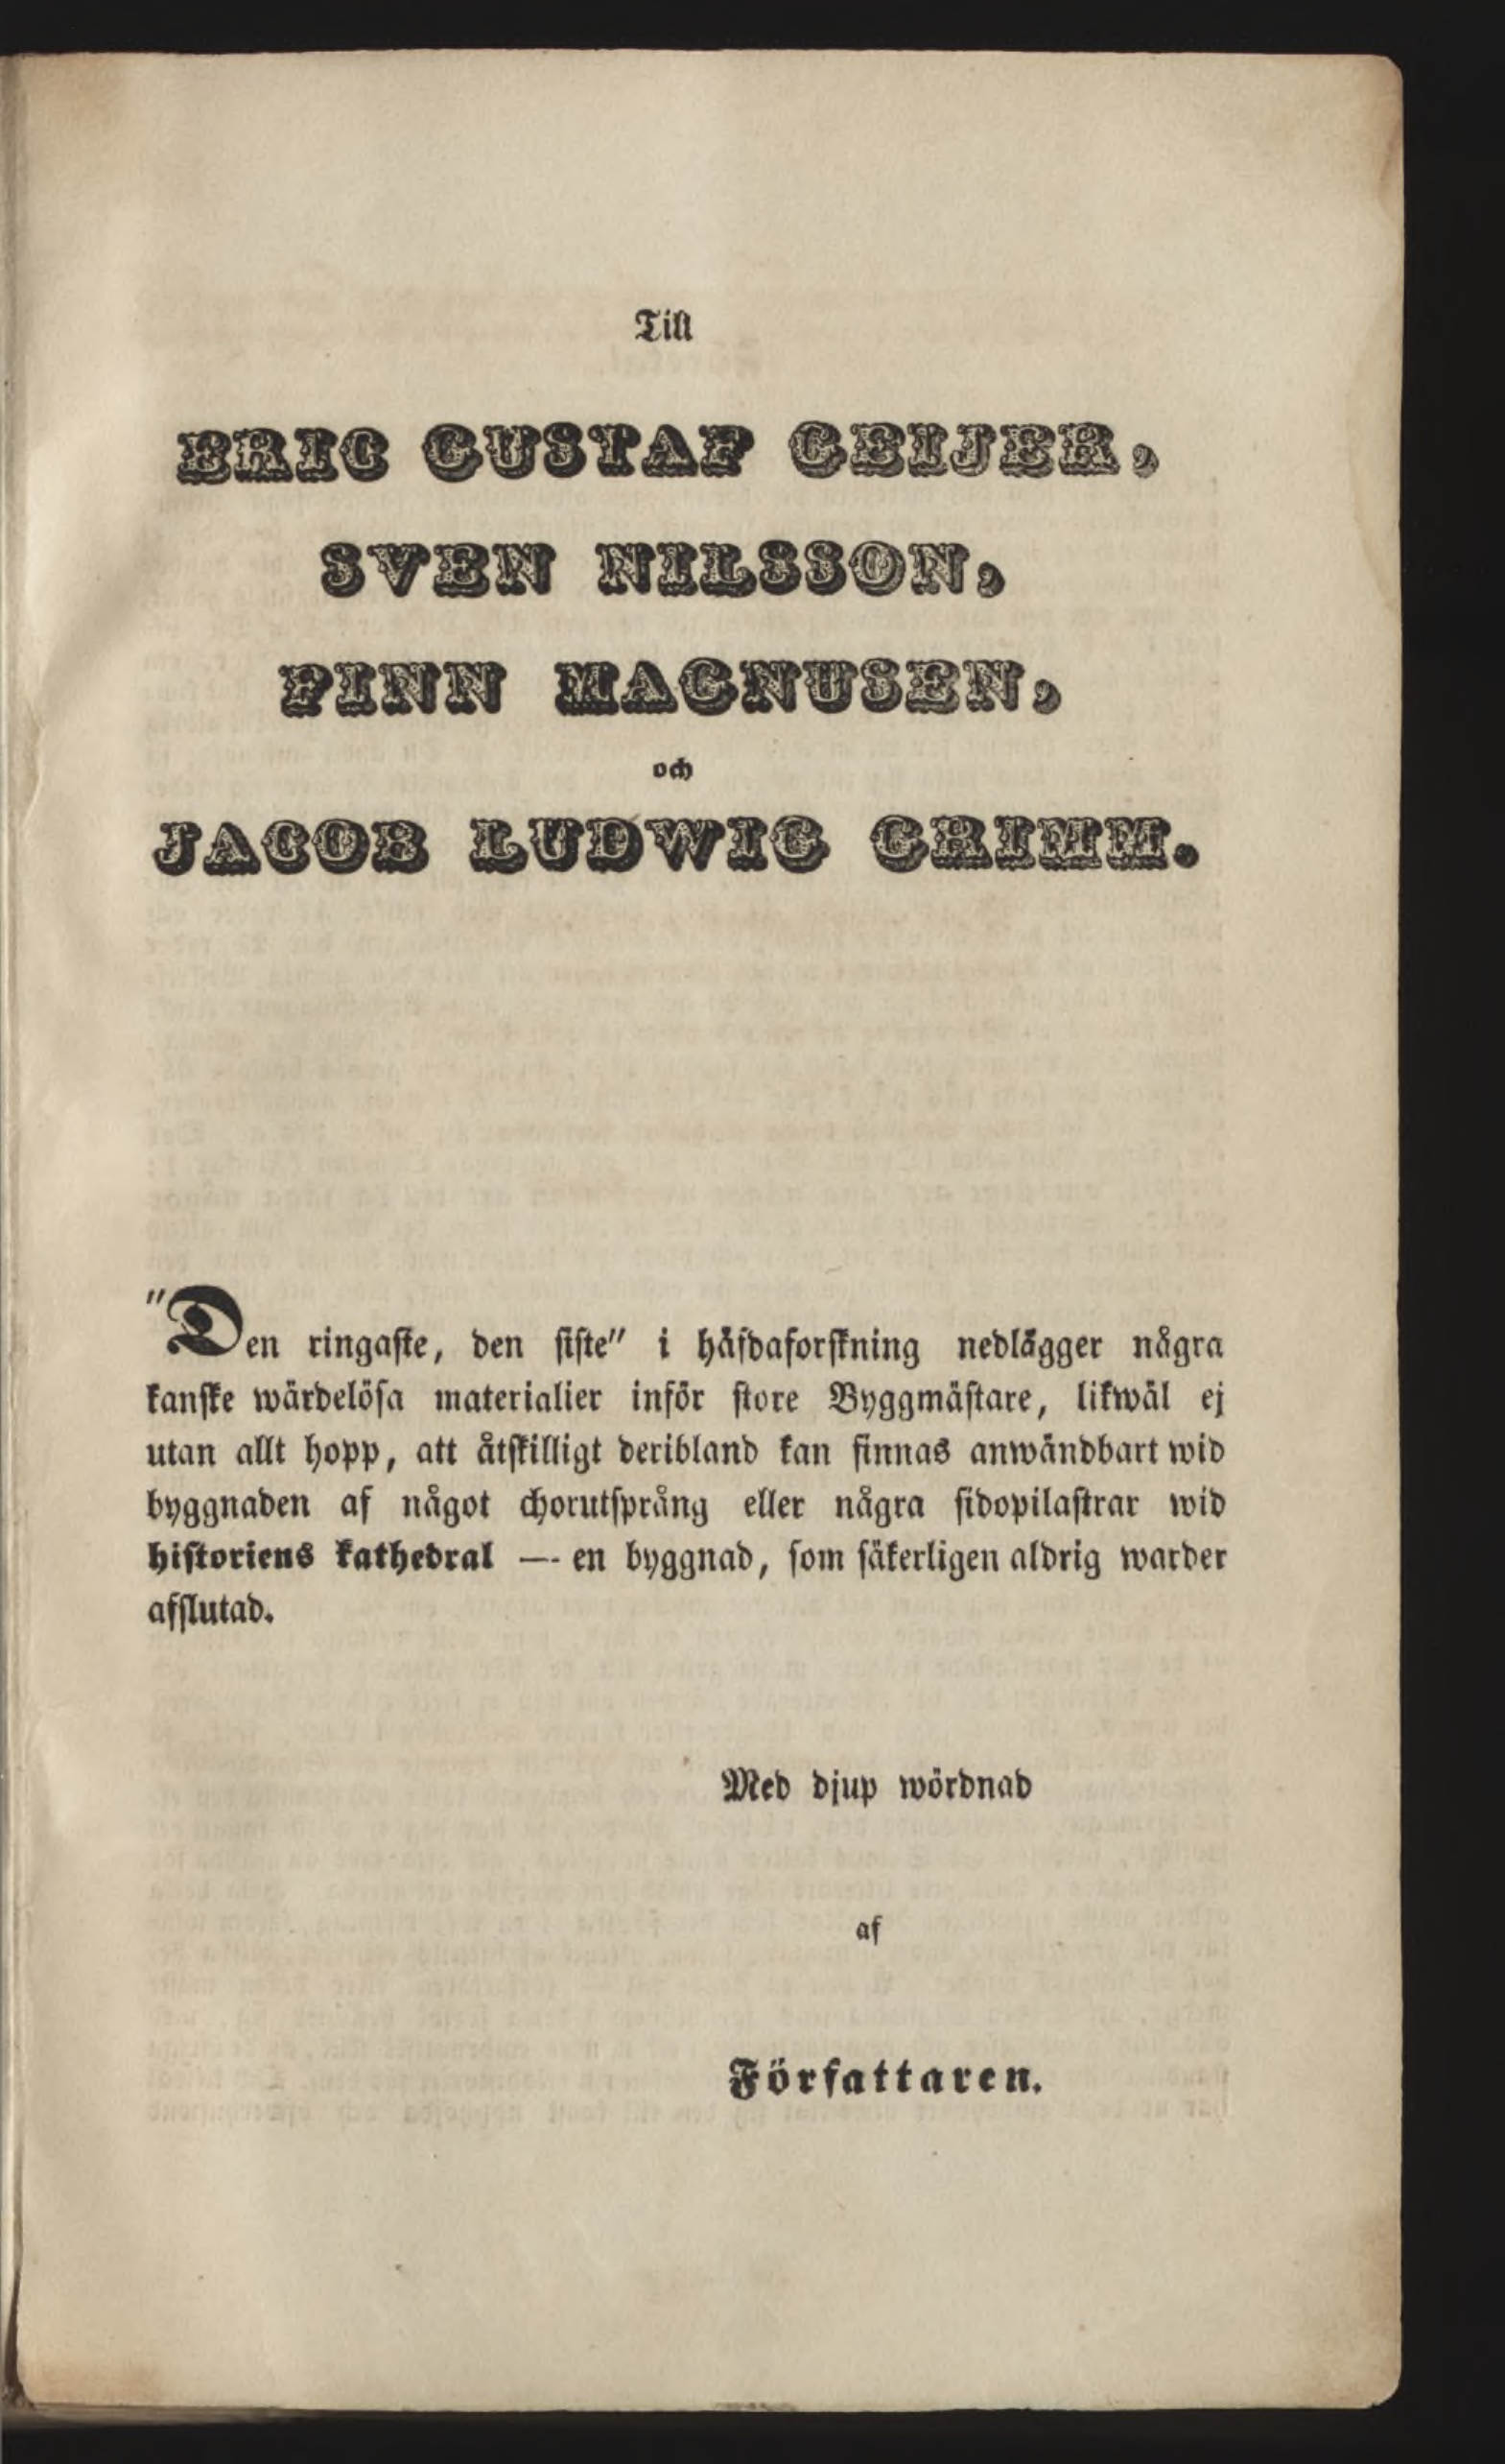 Till
ERIC GUSTAF GEIJER,
SVEN NILSSON,
FINN MAGNUSEN,
och
JACOB LUDWIG GRIMM.
"Den ringaste, den siste" i häfdaforskning nedlägger några
kanske wärdelösa materialier inför store Byggmästare, likwäl ej
utan allt hopp, att åtskilligt deribland kan finnas anwändbart wid
byggnaden af något chorutsprång eller några sidopilastrar wid
historiens kathedral — en byggnad, som säkerligen aldrig warder
afslutad.
Med djup wördnad
af
Författaren.